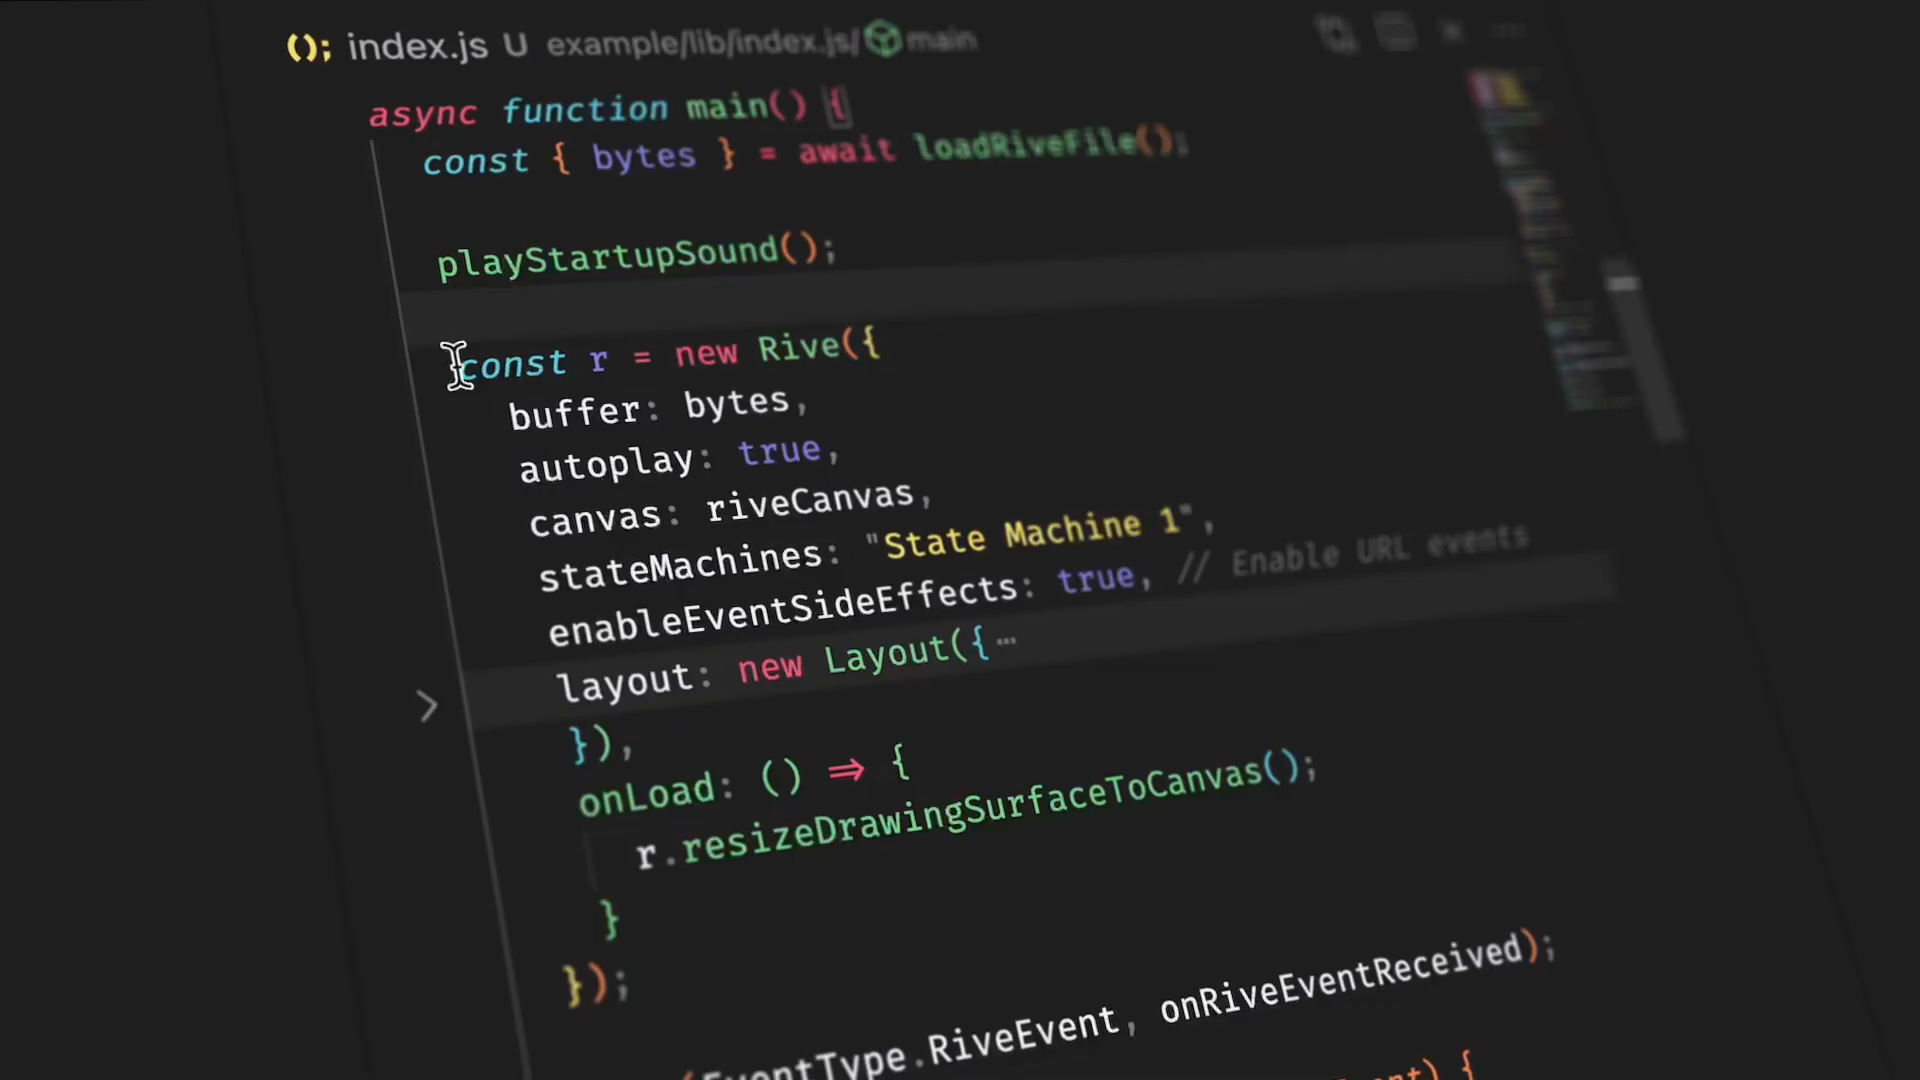 (); index.js U example/lib/index.js/ main
async function main() {
const { bytes } = await loadRiveFile();
playStartupSound();
const r = new Rive({
buffer: bytes,
autoplay: true,
canvas: riveCanvas,
stateMachines: "State Machine 1",
enableEventSideEffects: true, // Enable URL events
layout: new Layout({…
}),
onLoad: () => {
r.resizeDrawingSurfaceToCanvas();
}
});
(EventType.RiveEvent, onRiveEventReceived);
) {